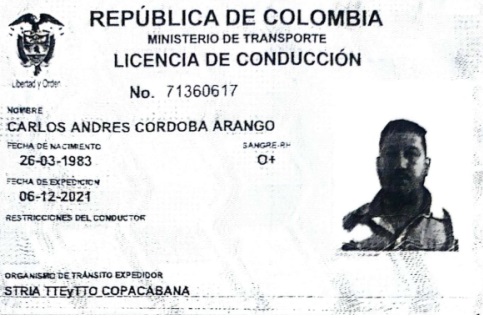 REPÚBLICA DE COLOMBIA
MINISTERIO DE TRANSPORTE
LICENCIA DE CONDUCCIÓN
Libertad y Orden
No. 71360617
NOMBRE
CARLOS ANDRES CORDOBA ARANGO
FECHA DE NACIMIENTO SANGRE-RH
26-03-1983 O+
FECHA DE EXPEDICION
06-12-2021
RESTRICCIONES DEL CONDUCTOR
ORGANISMO DE TRÁNSITO EXPEDIDOR
STRIA TTEyTTO COPACABANA